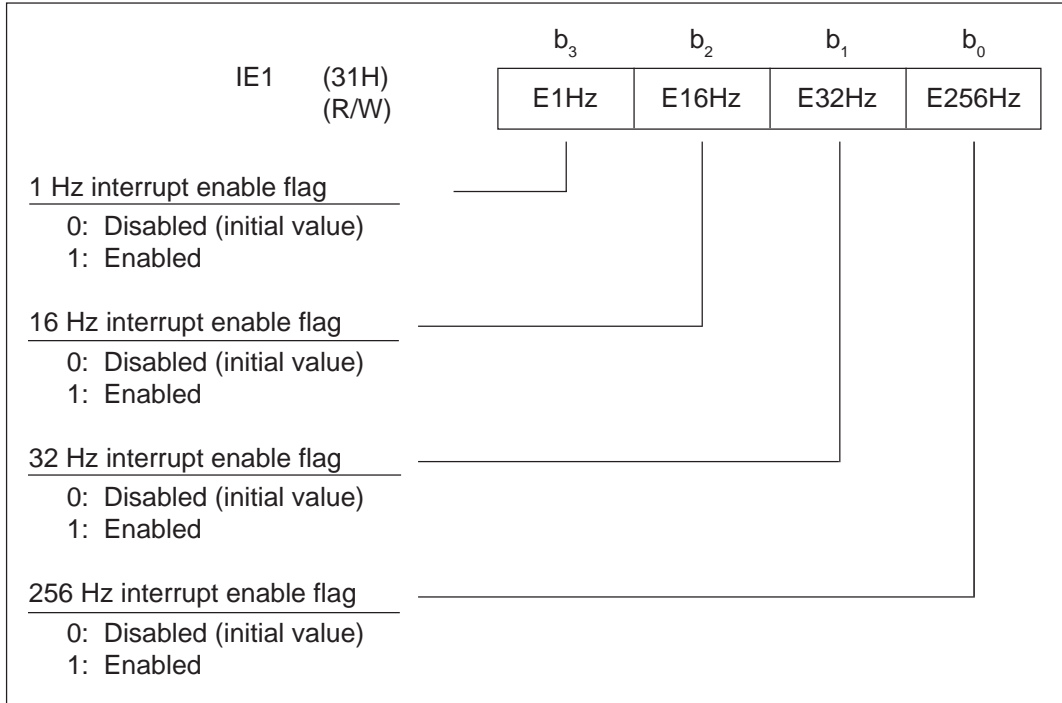 b3 b2 b1 b0
IE1 (31H)
(R/W)
E1Hz E16Hz E32Hz E256Hz
1 Hz interrupt enable flag
0: Disabled (initial value)
1: Enabled
16 Hz interrupt enable flag
0: Disabled (initial value)
1: Enabled
32 Hz interrupt enable flag
0: Disabled (initial value)
1: Enabled
256 Hz interrupt enable flag
0: Disabled (initial value)
1: Enabled